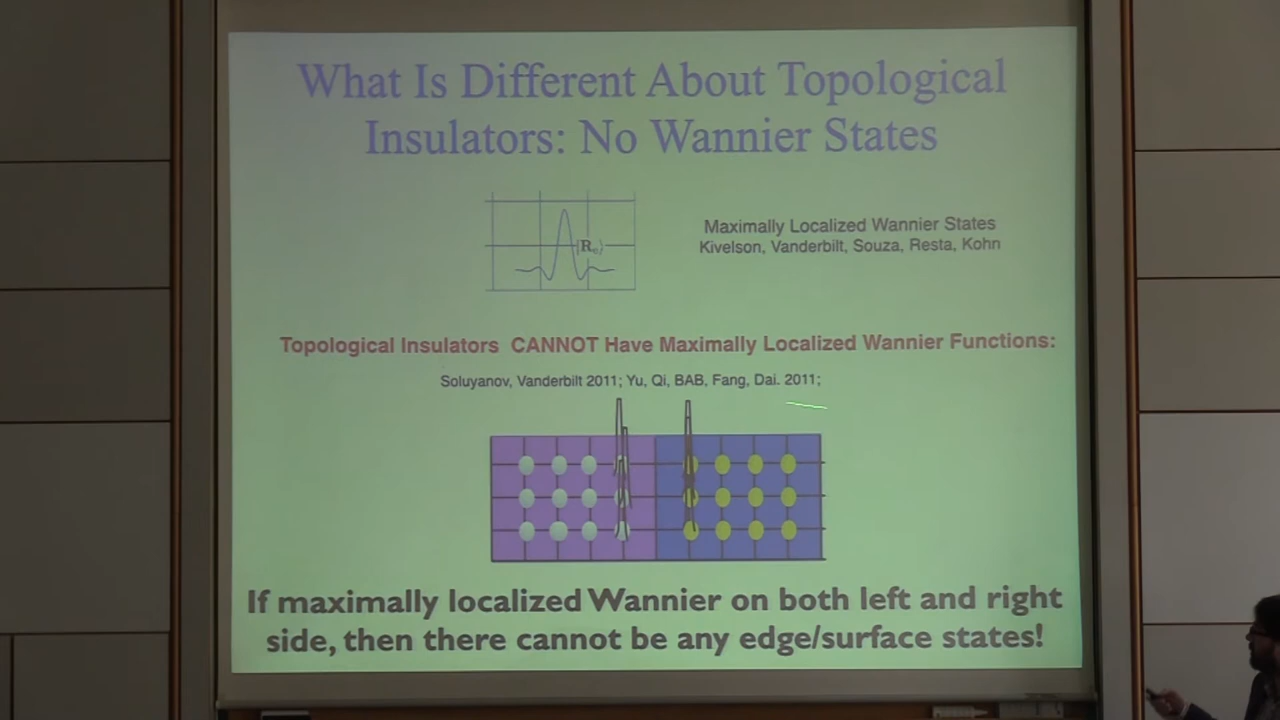 What Is Different About Topological
Insulators: No Wannier States
Maximally Localized Wannier States
Kivelson, Vanderbilt, Souza, Resta, Kohn
Topological Insulators CANNOT Have Maximally Localized Wannier Functions:
Soluyanov, Vanderbilt 2011; Yu, Qi, BAB, Fang, Dai. 2011;
If maximally localized Wannier on both left and right
side, then there cannot be any edge/surface states!